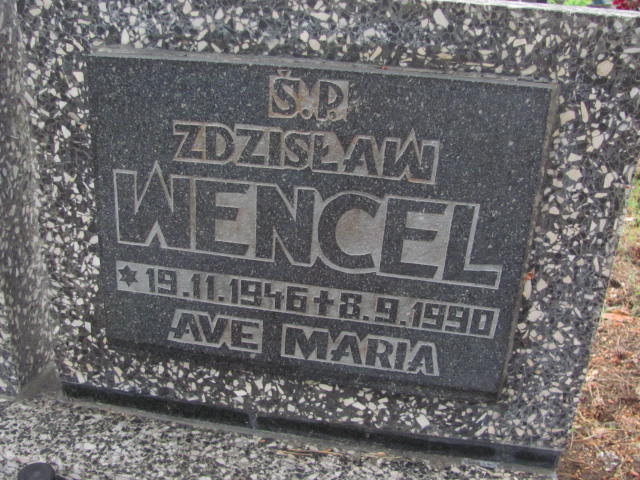 Ś.P.
ZDZISŁAW
WENCEL
* 19.11.1946 + 8.9.1990
AVE MARIA